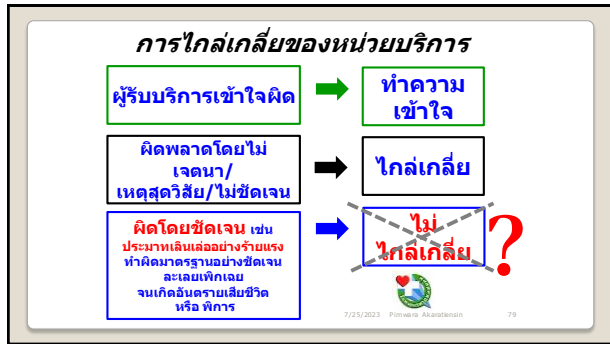 การไกล่เกลี่ยของหน่วยบริการ
ผู้รับบริการเข้าใจผิด
ทำความ
เข้าใจ
ผิดพลาดโดยไม่
เจตนา/
เหตุสุดวิสัย/ไม่ชัดเจน
ไกล่เกลี่ย
ผิดโดยชัดเจน เช่น
ประมาทเลินเล่ออย่างร้ายแรง
ทำผิดมาตรฐานอย่างชัดเจน
ละเลยเพิกเฉย
จนเกิดอันตรายเสียชีวิต
หรือ พิการ
ไม่
ไกล่เกลี่ย
?
7/25/2023 Pimwara Akaratiensin 79